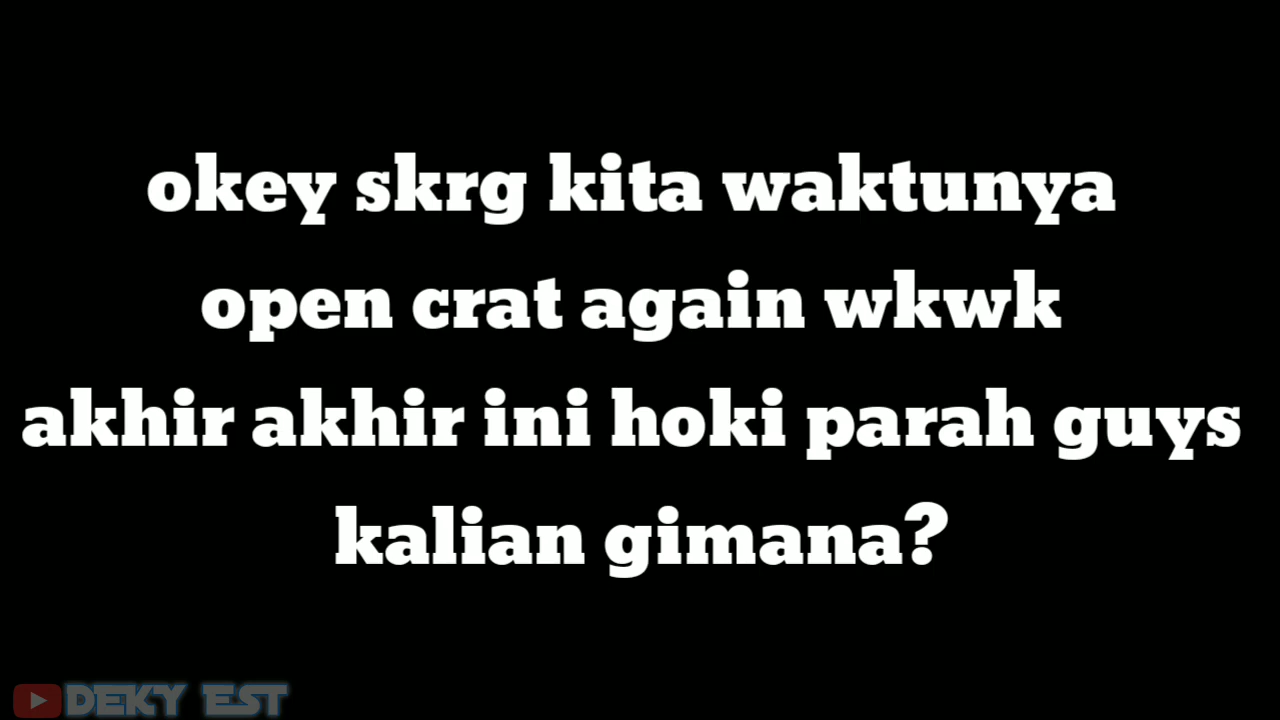 okey skrg kita waktunya
open crat again wkwk
akhir akhir ini hoki parah guys
kalian gimana?
DEKY EST